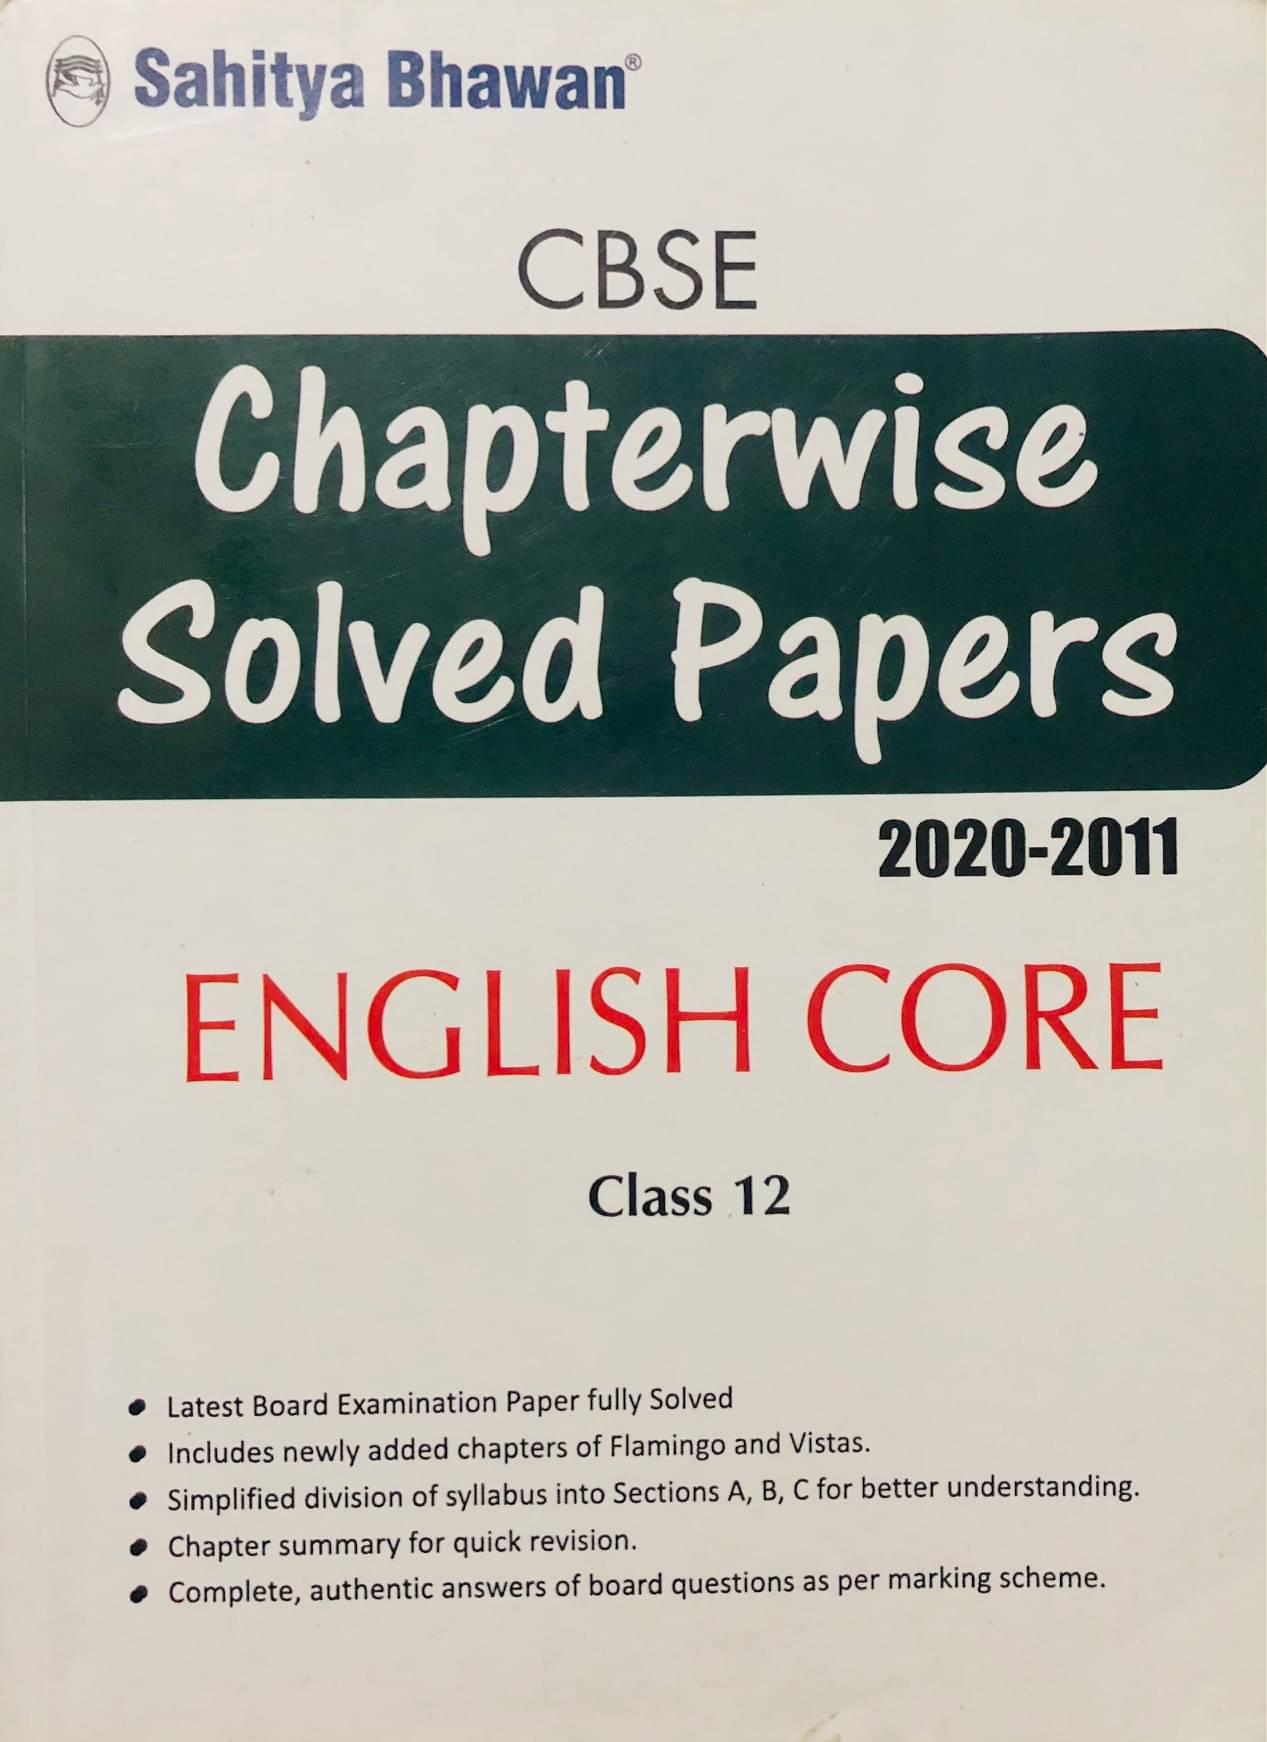 Sahitya Bhawan®
CBSE
Chapterwise
Solved Papers
2020-2011
ENGLISH CORE
Class 12
• Latest Board Examination Paper fully Solved
• Includes newly added chapters of Flamingo and Vistas.
• Simplified division of syllabus into Sections A, B, C for better understanding.
• Chapter summary for quick revision.
• Complete, authentic answers of board questions as per marking scheme.